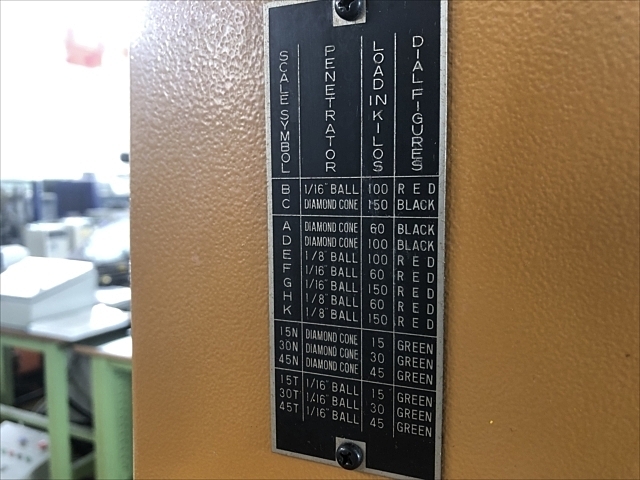 SCALE SYMBOL PENETRATOR LOAD IN KILOS DIAL FIGURES
B 1/16" BALL 100 RED
C DIAMOND CONE 150 BLACK
A DIAMOND CONE 60 BLACK
D DIAMOND CONE 100 BLACK
E 1/8" BALL 100 RED
F 1/16" BALL 60 RED
G 1/16" BALL 150 RED
H 1/8" BALL 60 RED
K 1/8" BALL 150 RED
15N DIAMOND CONE 15 GREEN
30N DIAMOND CONE 30 GREEN
45N DIAMOND CONE 45 GREEN
15T 1/16" BALL 15 GREEN
30T 1/16" BALL 30 GREEN
45T 1/16" BALL 45 GREEN